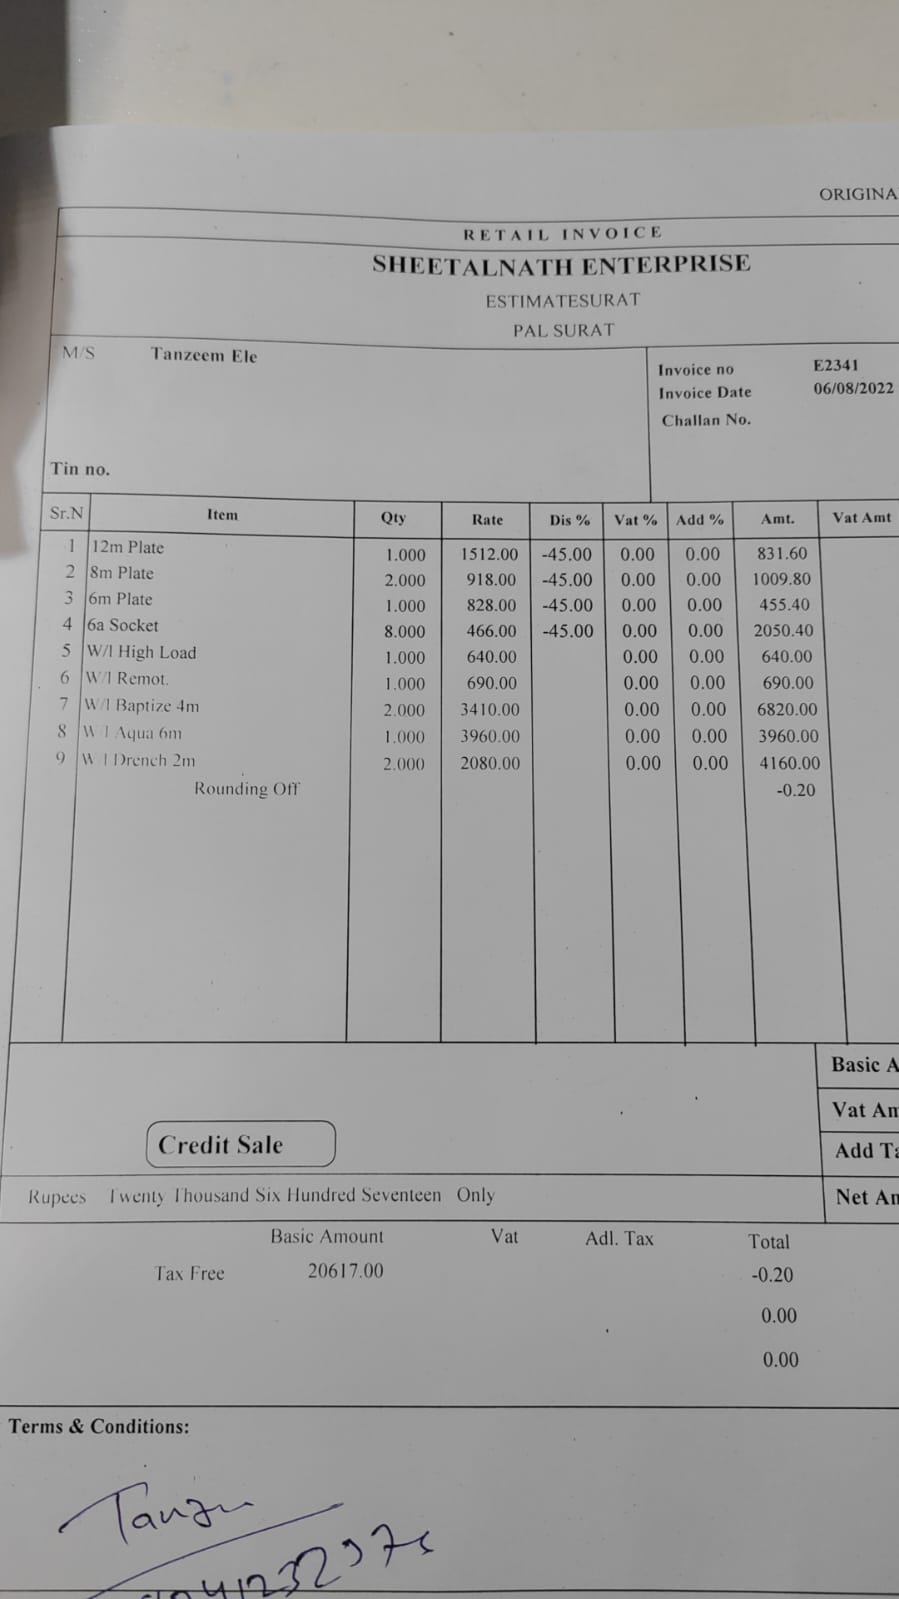 ORIGINA
RETAIL INVOICE
SHEETALNATH ENTERPRISE
ESTIMATESURAT
PAL SURAT
M/S Tanzeem Ele
Invoice no E2341
Invoice Date 06/08/2022
Challan No.
Tin no.
Sr.N Item Qty Rate Dis % Vat % Add % Amt. Vat Amt
1 12m Plate 1.000 1512.00 -45.00 0.00 0.00 831.60
2 8m Plate 2.000 918.00 -45.00 0.00 0.00 1009.80
3 6m Plate 1.000 828.00 -45.00 0.00 0.00 455.40
4 6a Socket 8.000 466.00 -45.00 0.00 0.00 2050.40
5 W/I High Load 1.000 640.00 0.00 0.00 640.00
6 W/I Remot. 1.000 690.00 0.00 0.00 690.00
7 W/I Baptize 4m 2.000 3410.00 0.00 0.00 6820.00
8 W/I Aqua 6m 1.000 3960.00 0.00 0.00 3960.00
9 W/I Drench 2m 2.000 2080.00 0.00 0.00 4160.00
Rounding Off -0.20
Basic A
Vat Am
Credit Sale
Add Ta
Rupees Twenty Thousand Six Hundred Seventeen Only Net Am
Basic Amount Vat Adl. Tax Total
Tax Free 20617.00 -0.20
0.00
0.00
Terms & Conditions: